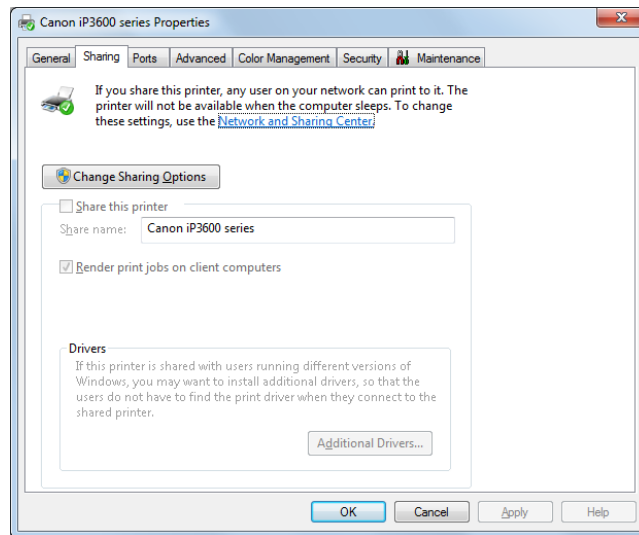 Canon iP3600 series Properties
General Sharing Ports Advanced Color Management Security Maintenance
If you share this printer, any user on your network can print to it. The
printer will not be available when the computer sleeps. To change
these settings, use the Network and Sharing Center.
Change Sharing Options
Share this printer
Share name: Canon iP3600 series
Render print jobs on client computers
Drivers
If this printer is shared with users running different versions of
Windows, you may want to install additional drivers, so that the
users do not have to find the print driver when they connect to the
shared printer.
Additional Drivers...
OK Cancel Apply Help